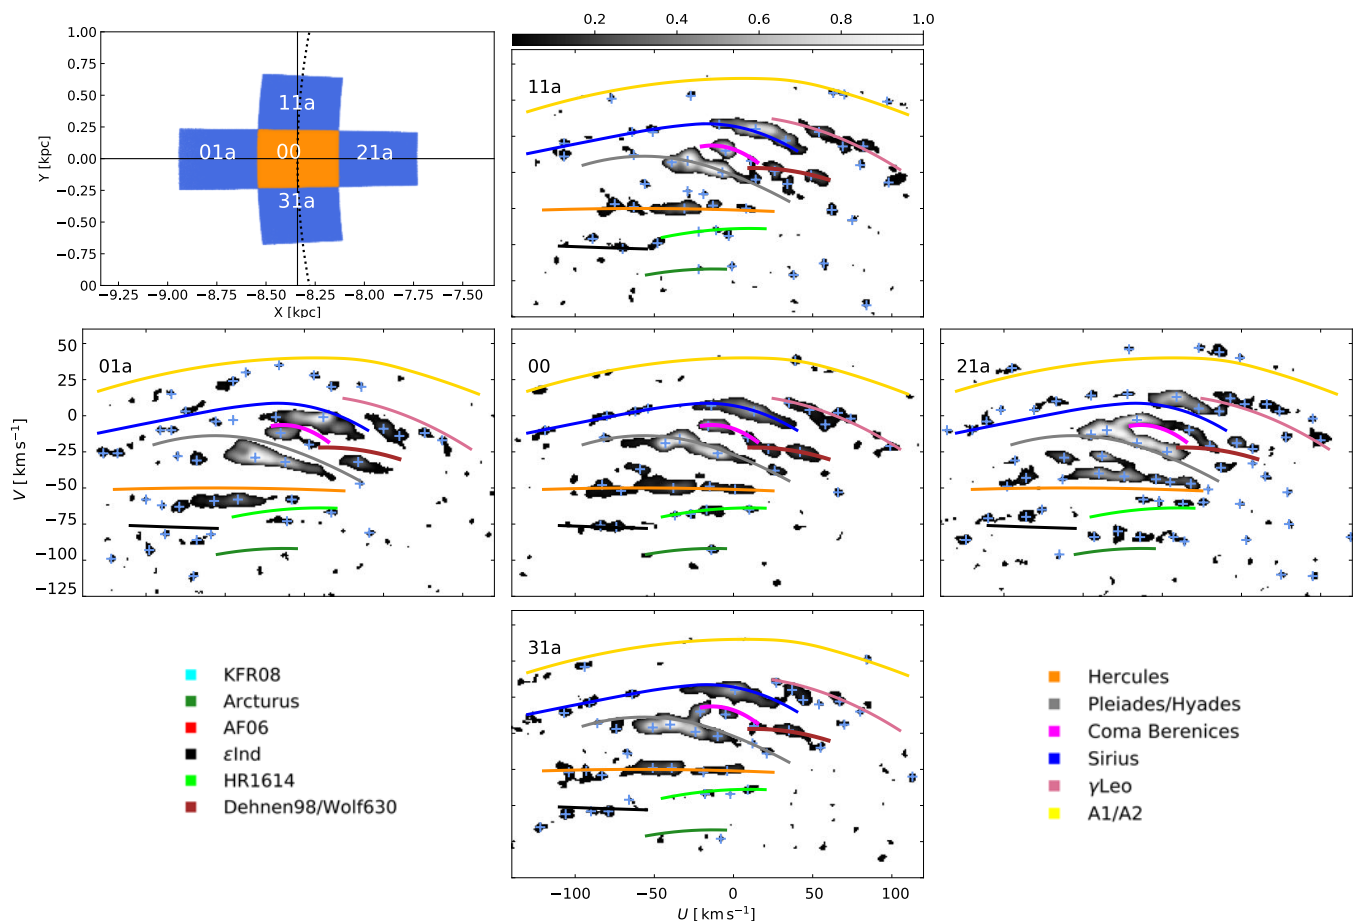 0.2 0.4 0.6 0.8 1.0
1.00
0.75
0.50
0.25
0.00
−0.25
−0.50
−0.75
00
Y [kpc]
11a
01a 00 21a
31a
−9.25 −9.00 −8.75 −8.50 −8.25 −8.00 −7.75 −7.50
X [kpc]
11a
50
25
0
−25
−50
−75
−100
−125
V [km s⁻¹]
01a
00
21a
31a
−100 −50 0 50 100
U [km s⁻¹]
KFR08
Arcturus
AF06
εInd
HR1614
Dehnen98/Wolf630
Hercules
Pleiades/Hyades
Coma Berenices
Sirius
γLeo
A1/A2